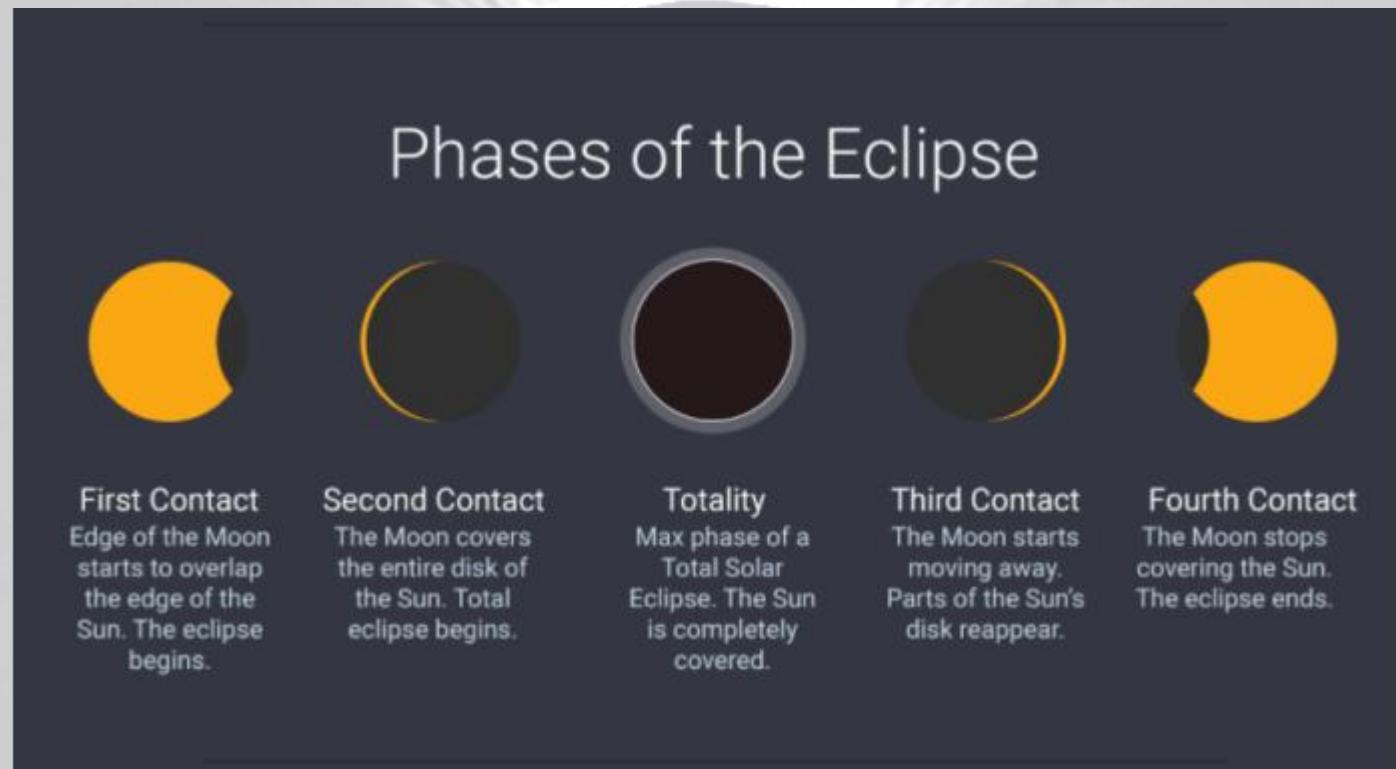 Phases of the Eclipse
First Contact
Edge of the Moon
starts to overlap
the edge of the
Sun. The eclipse
begins.
Second Contact
The Moon covers
the entire disk of
the Sun. Total
eclipse begins.
Totality
Max phase of a
Total Solar
Eclipse. The Sun
is completely
covered.
Third Contact
The Moon starts
moving away.
Parts of the Sun's
disk reappear.
Fourth Contact
The Moon stops
covering the Sun.
The eclipse ends.